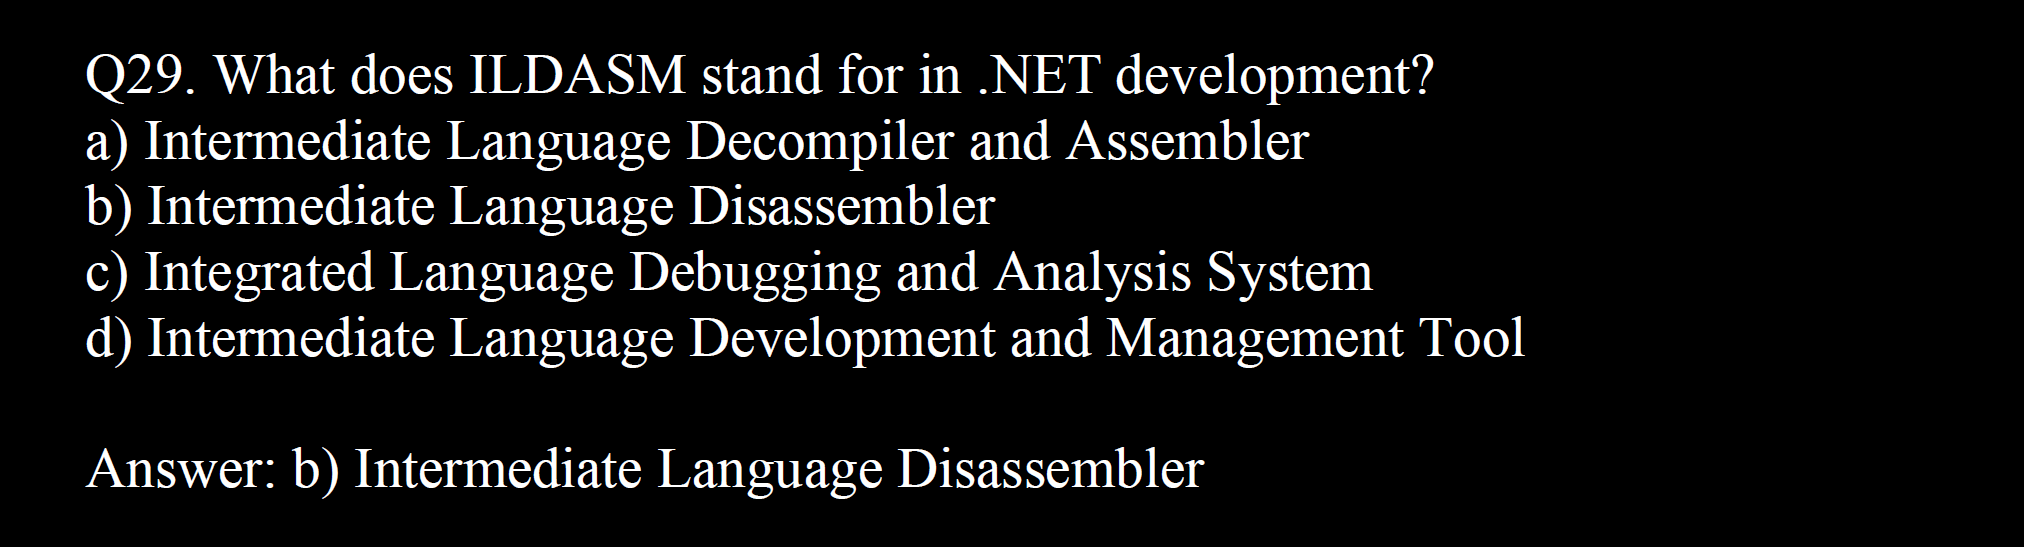 Q29. What does ILDASM stand for in .NET development?
a) Intermediate Language Decompiler and Assembler
b) Intermediate Language Disassembler
c) Integrated Language Debugging and Analysis System
d) Intermediate Language Development and Management Tool
Answer: b) Intermediate Language Disassembler